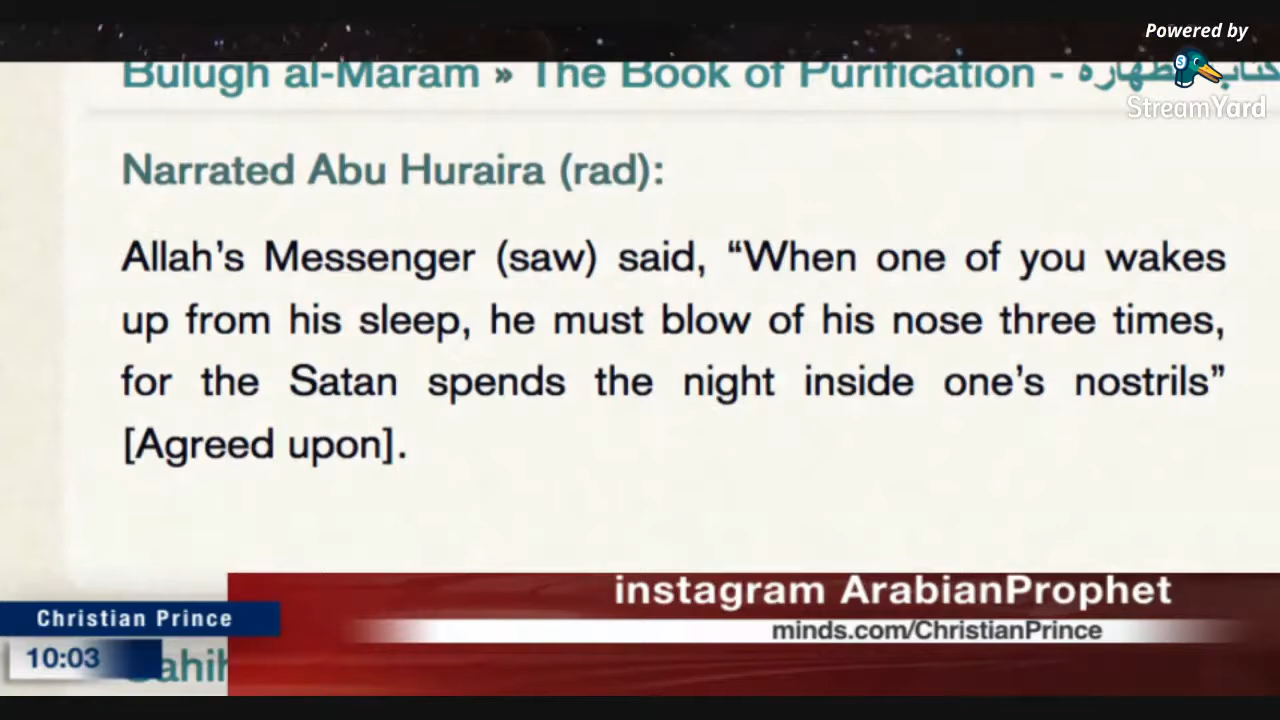 Powered by
StreamYard
Bulugh al-Maram » The Book of Purification - كتاب
Narrated Abu Huraira (rad):
Allah's Messenger (saw) said, “When one of you wakes
up from his sleep, he must blow of his nose three times,
for the Satan spends the night inside one's nostrils”
[Agreed upon].
instagram ArabianProphet
Christian Prince
minds.com/ChristianPrince
10:03